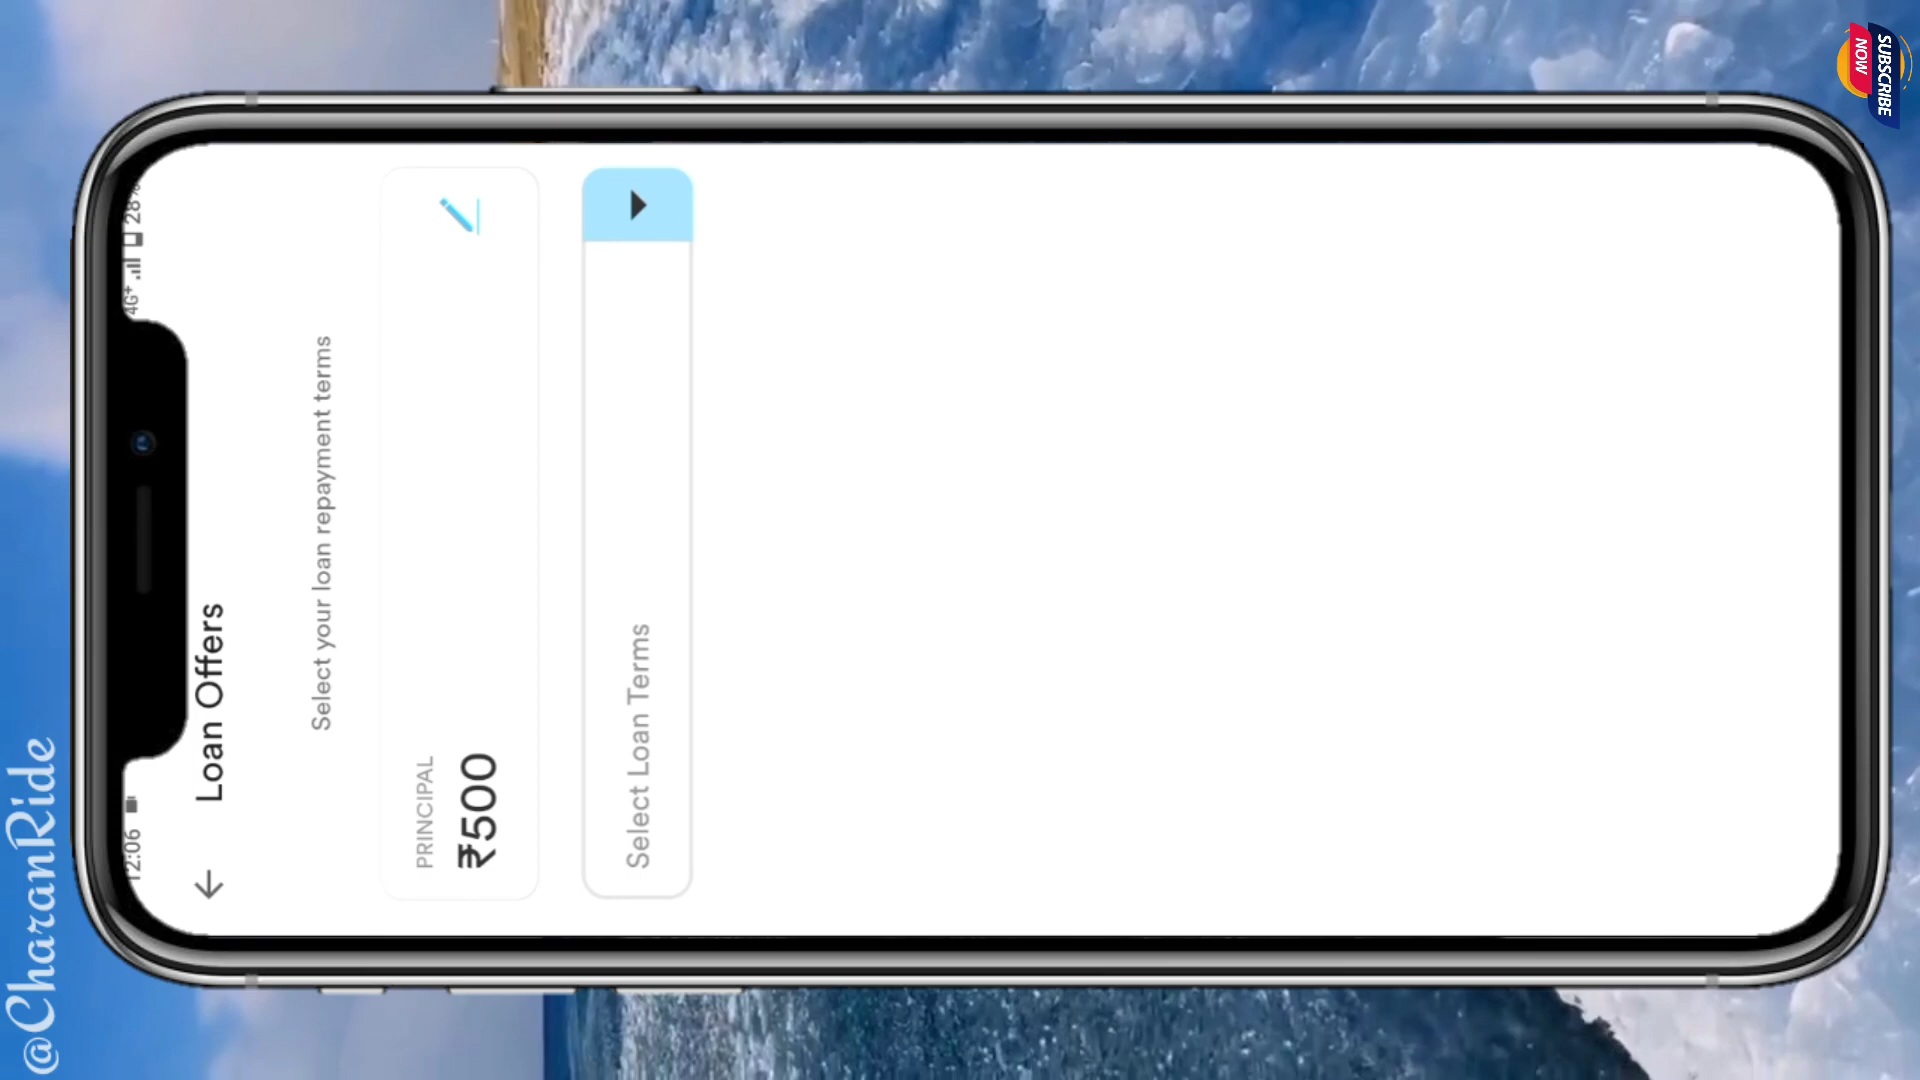 12:06
4G+ 28%
← Loan Offers
Select your loan repayment terms
PRINCIPAL
₹500
Select Loan Terms
@CharanRide
SUBSCRIBE
NOW